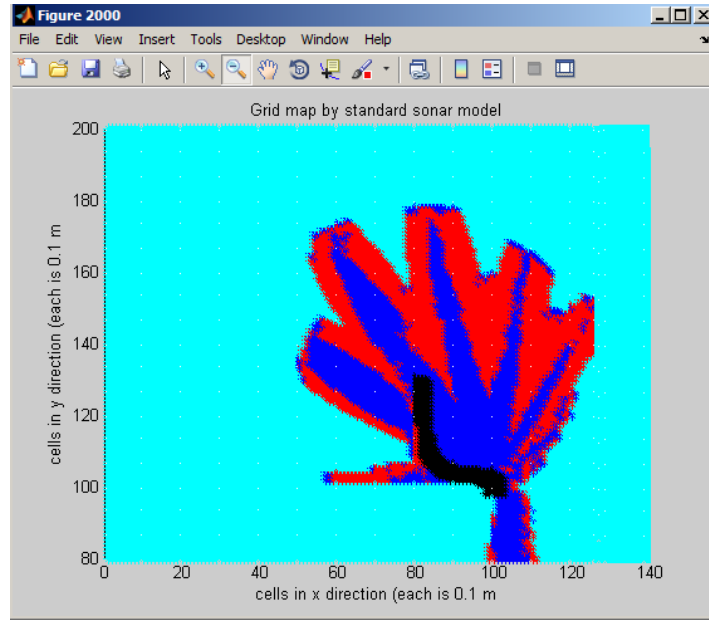 Figure 2000
File Edit View Insert Tools Desktop Window Help
Grid map by standard sonar model
200
180
160
140
120
100
80
cells in y direction (each is 0.1 m
0 20 40 60 80 100 120 140
cells in x direction (each is 0.1 m